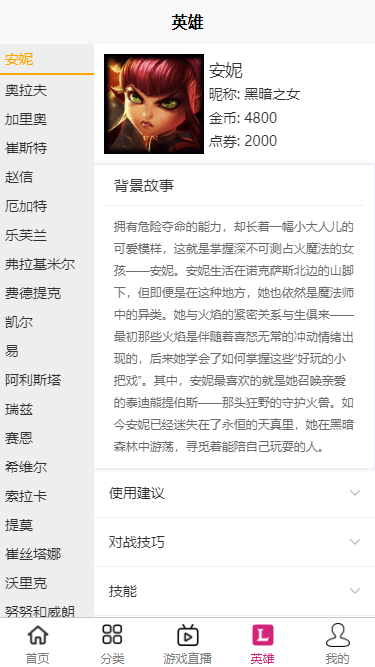 英雄
安妮
奥拉夫
加里奥
崔斯特
赵信
厄加特
乐芙兰
弗拉基米尔
费德提克
凯尔
易
阿利斯塔
瑞兹
赛恩
希维尔
索拉卡
提莫
崔丝塔娜
沃里克
努努和威朗
安妮
昵称: 黑暗之女
金币: 4800
点券: 2000
背景故事
拥有危险夺命的能力，却长着一幅小大人儿的
可爱模样，这就是掌握深不可测占火魔法的女
孩——安妮。安妮生活在诺克萨斯北边的山脚
下，但即便是在这种地方，她也依然是魔法师
中的异类。她与火焰的紧密关系与生俱来——
最初那些火焰是伴随着喜怒无常的冲动情绪出
现的，后来她学会了如何掌握这些“好玩的小
把戏”。其中，安妮最喜欢的就是她召唤亲爱
的泰迪熊提伯斯——那头狂野的守护火兽。如
今安妮已经迷失在了永恒的天真里，她在黑暗
森林中游荡，寻觅着能陪自己玩耍的人。
使用建议
对战技巧
技能
首页
分类
游戏直播
L
英雄
我的